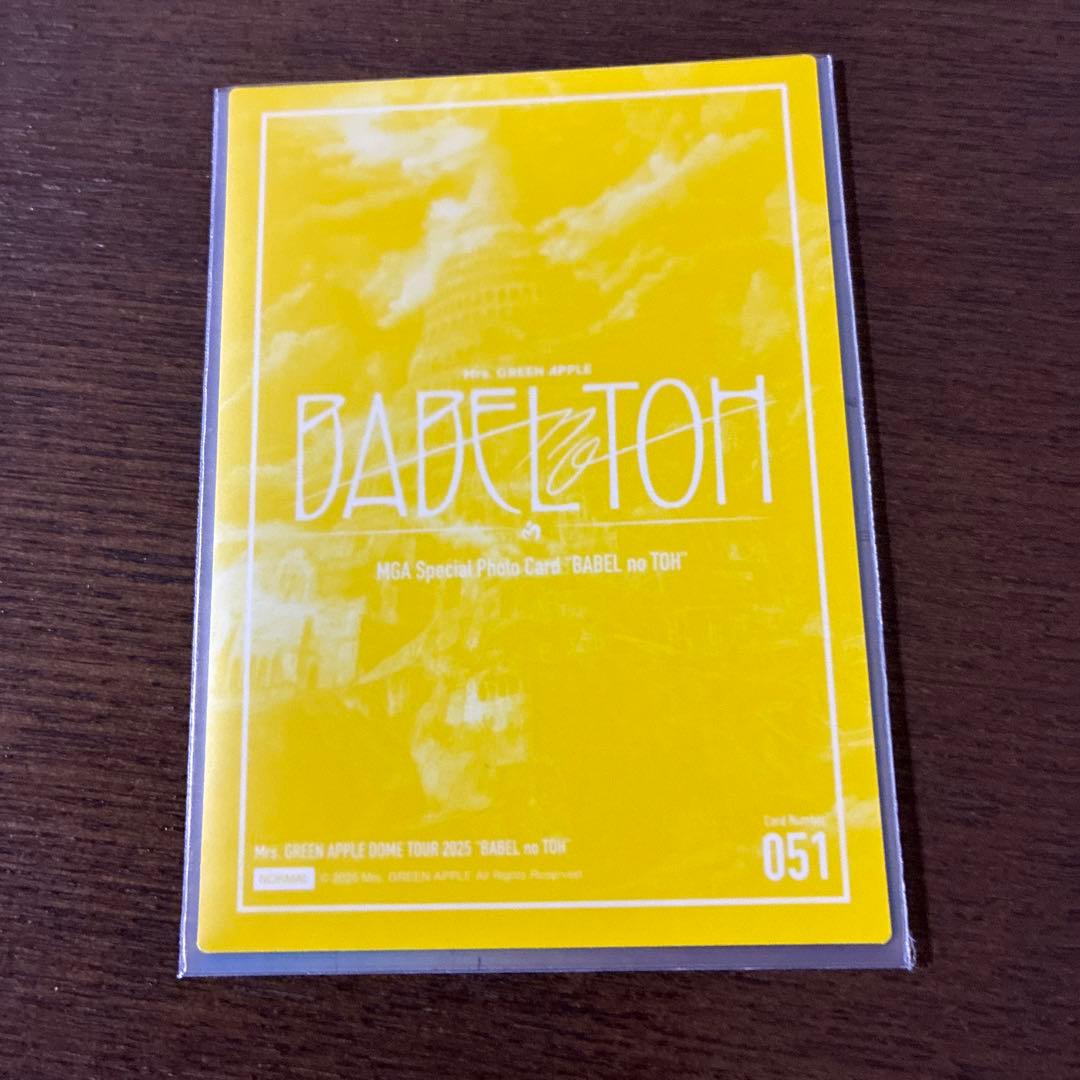 Mrs. GREEN APPLE
BABEL no TOH
MGA Special Photo Card "BABEL no TOH"
Card Number
051
Mrs. GREEN APPLE DOME TOUR 2025 "BABEL no TOH"
NORMAL © 2025 Mrs. GREEN APPLE All Rights Reserved